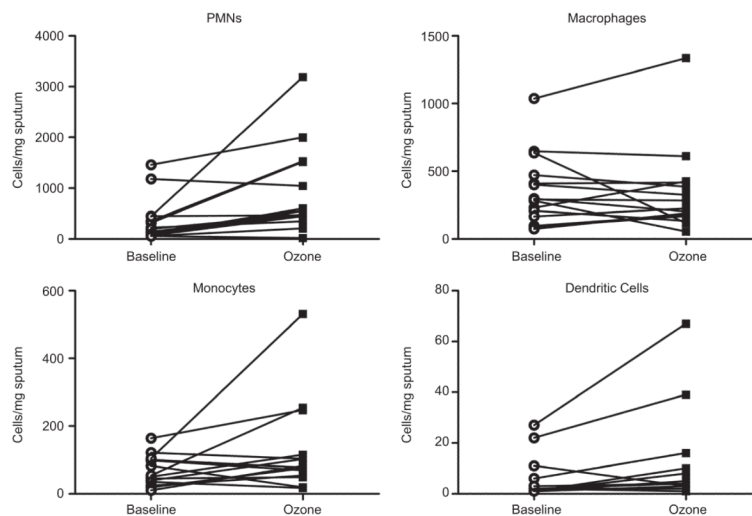 PMNs
4000
3000
2000
1000
0
Cells/mg sputum
Baseline Ozone
Macrophages
1500
1000
500
0
Cells/mg sputum
Baseline Ozone
Monocytes
600
400
200
0
Cells/mg sputum
Baseline Ozone
Dendritic Cells
80
60
40
20
0
Cells/mg sputum
Baseline Ozone